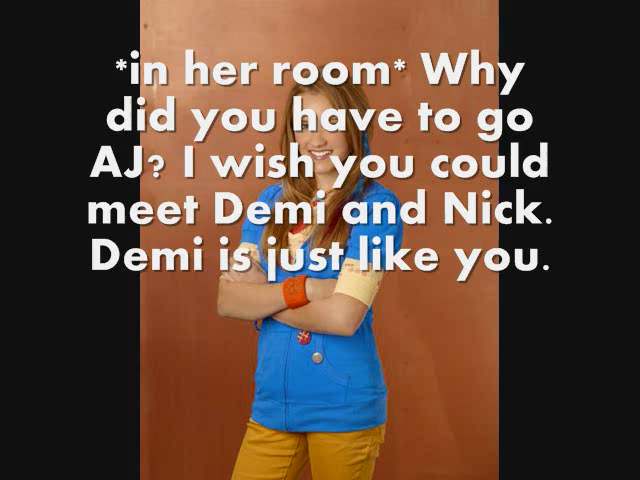 *in her room* Why
did you have to go
AJ? I wish you could
meet Demi and Nick.
Demi is just like you.